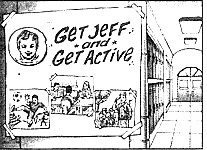 GET JEFF
and
GET ACTIVE